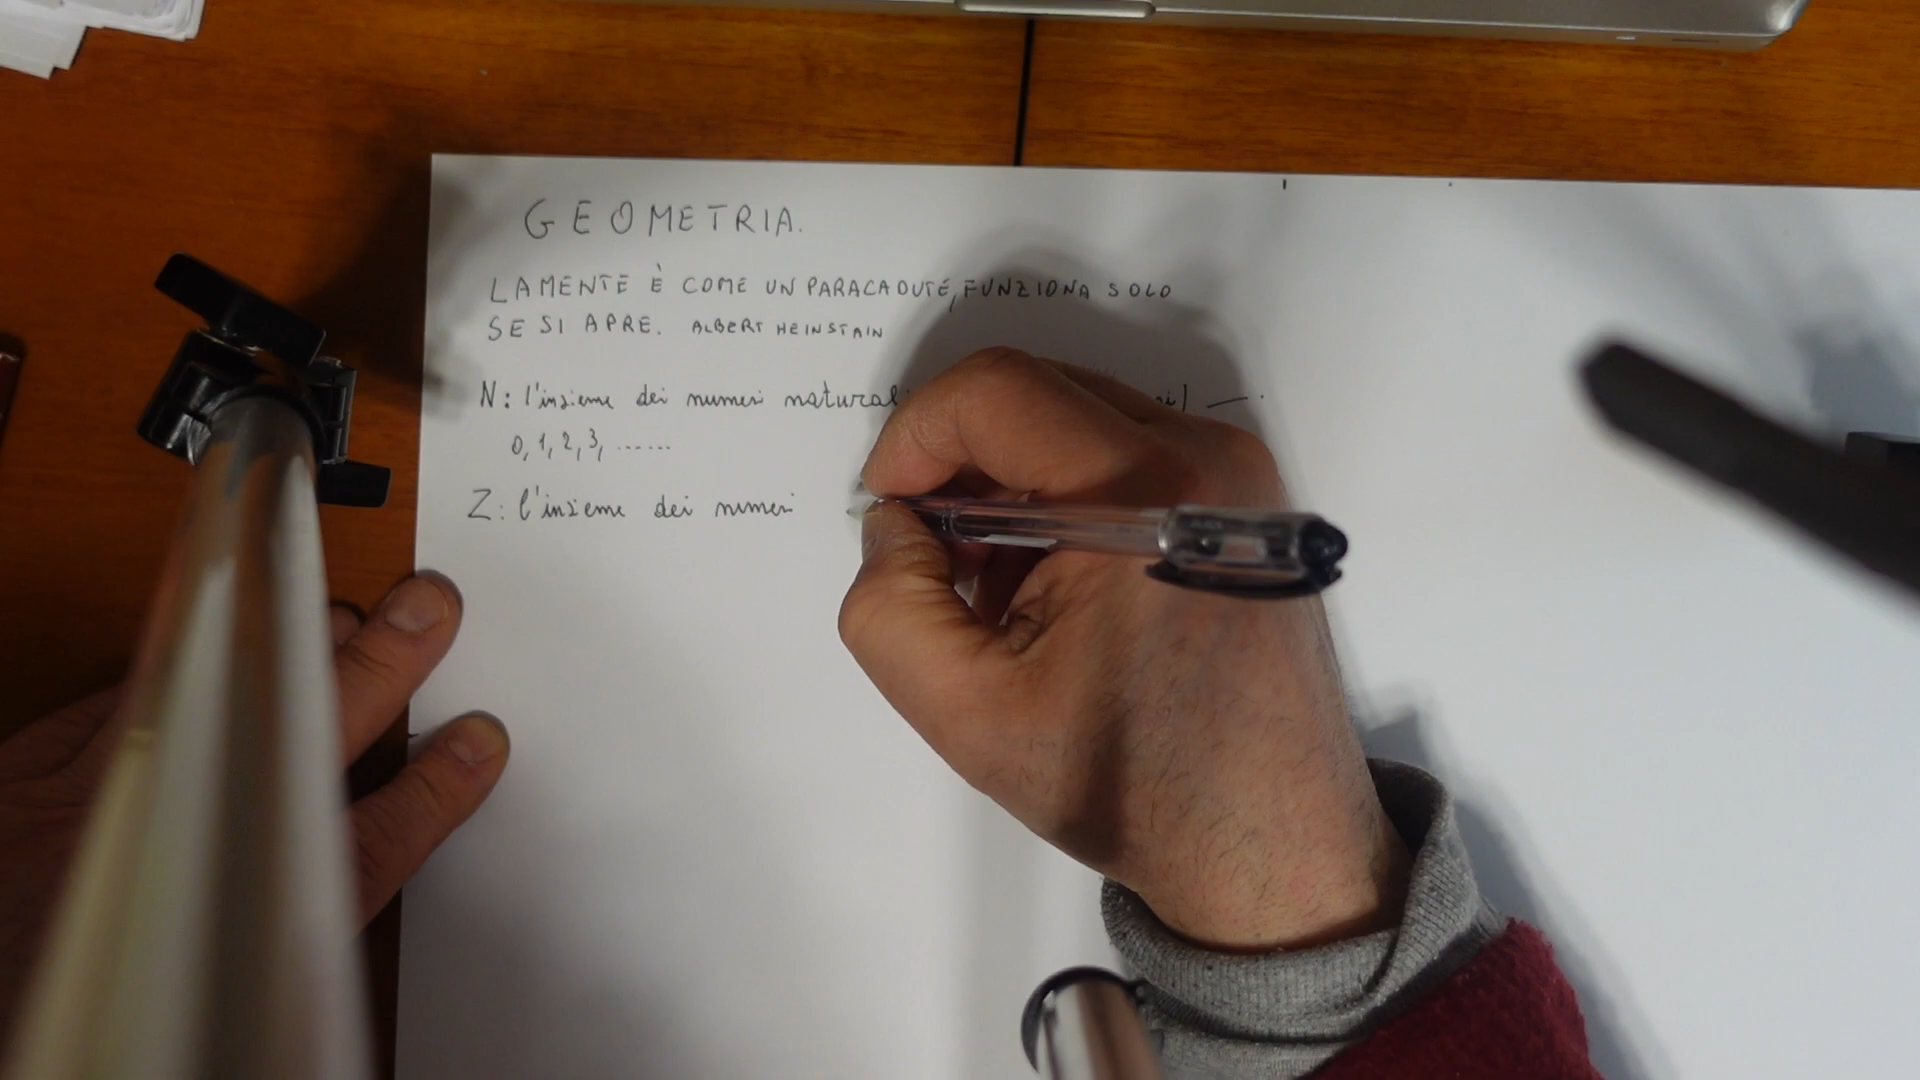 GEOMETRIA.
LA MENTE È COME UN PARACADUTE, FUNZIONA SOLO
SE SI APRE. ALBERT HEINSTAIN
N: l'insieme dei numeri natural
0, 1, 2, 3, ......
Z: l'insieme dei numeri